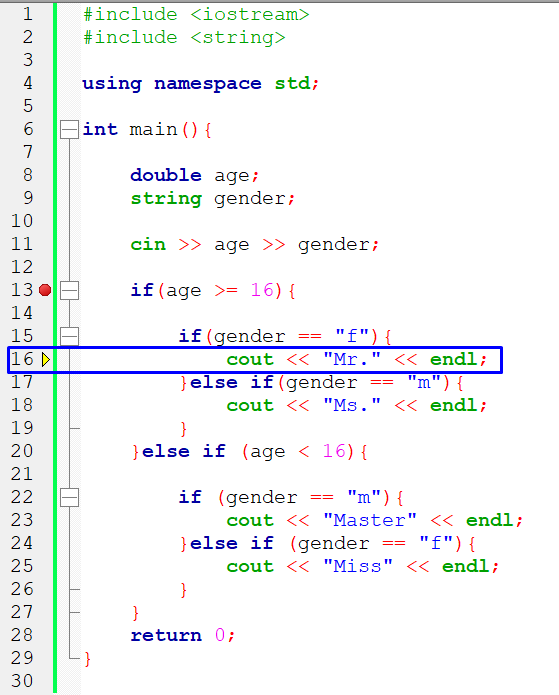 1 #include <iostream>
2 #include <string>
3
4 using namespace std;
5
6 int main(){
7
8 double age;
9 string gender;
10
11 cin >> age >> gender;
12
13 if(age >= 16){
14
15 if(gender == "f"){
16 cout << "Mr." << endl;
17 }else if(gender == "m"){
18 cout << "Ms." << endl;
19 }
20 }else if (age < 16){
21
22 if (gender == "m"){
23 cout << "Master" << endl;
24 }else if (gender == "f"){
25 cout << "Miss" << endl;
26 }
27 }
28 return 0;
29 }
30